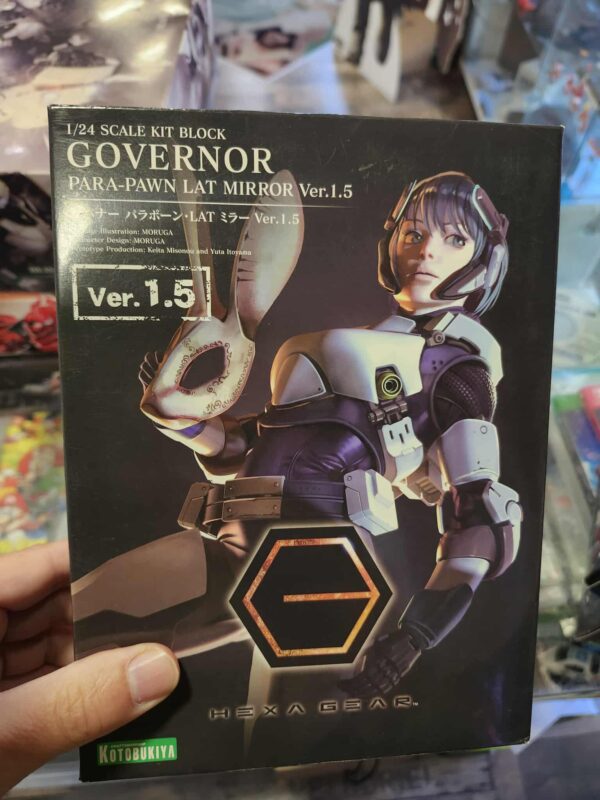 1/24 SCALE KIT BLOCK
GOVERNOR
PARA-PAWN LAT MIRROR Ver.1.5
ナー パラポーン・LAT ミラー Ver.1.5
Illustration: MORUGA
Design: MORUGA
Production: Keita Misonou and Yuta Itoyama
Ver.1.5
HEXA GEAR™
KOTOBUKIYA